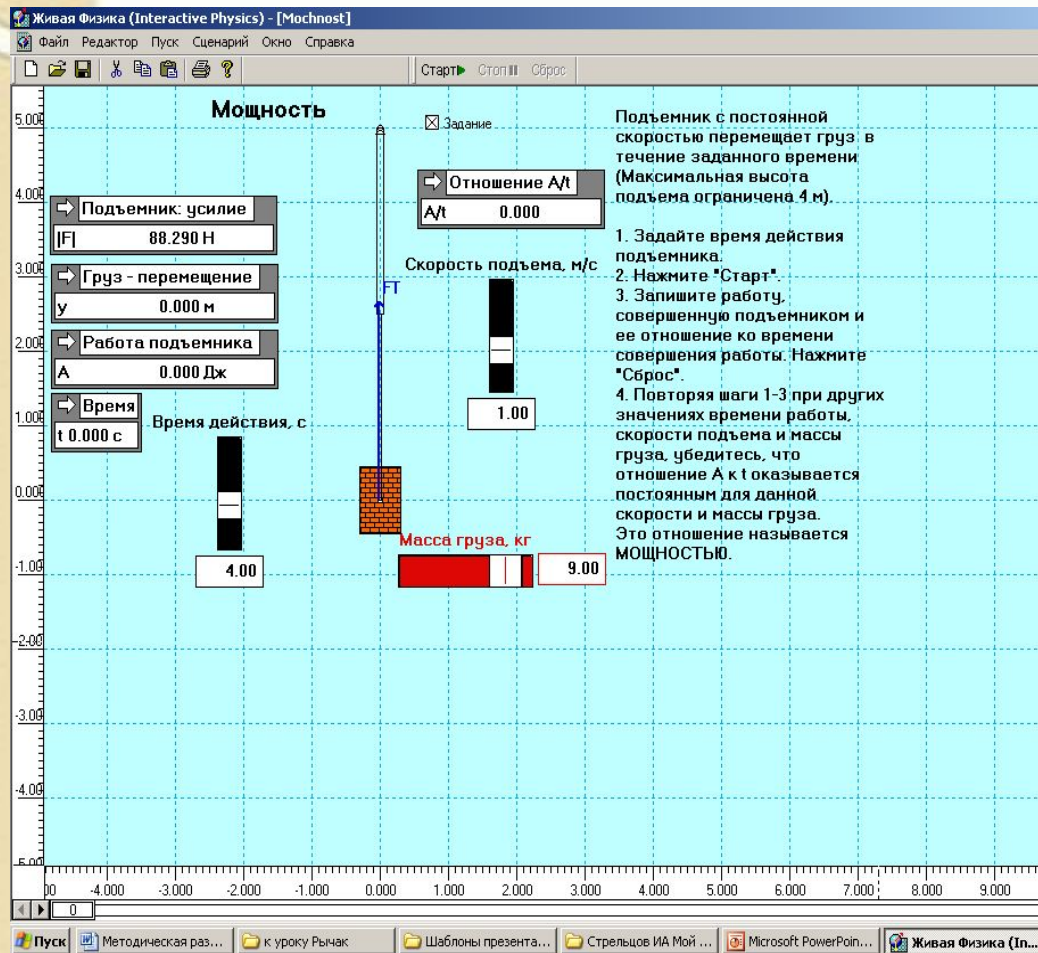 Живая Физика (Interactive Physics) - [Mochnost]
Файл Редактор Пуск Сценарий Окно Справка
Старт Стоп Сброс
Мощность
Задание
Подъемник: усилие
|F| 88.290 Н
Груз - перемещение
y 0.000 м
Работа подъемника
A 0.000 Дж
Время
t 0.000 с
Время действия, с
4.00
Отношение A/t
A/t 0.000
Скорость подъема, м/с
1.00
FT
Масса груза, кг
9.00
Подъемник с постоянной
скоростью перемещает груз в
течение заданного времени
(Максимальная высота
подъема ограничена 4 м).
1. Задайте время действия
подъемника.
2. Нажмите "Старт".
3. Запишите работу,
совершенную подъемником и
ее отношение ко времени
совершения работы. Нажмите
"Сброс".
4. Повторяя шаги 1-3 при других
значениях времени работы,
скорости подъема и массы
груза, убедитесь, что
отношение A к t оказывается
постоянным для данной
скорости и массы груза.
Это отношение называется
МОЩНОСТЬЮ.
5.000
4.000
3.000
2.000
1.000
0.000
-1.00
-2.00
-3.00
-4.00
-5.00
00 -4.000 -3.000 -2.000 -1.000 0.000 1.000 2.000 3.000 4.000 5.000 6.000 7.000 8.000 9.000
0
Пуск Методическая раз... к уроку Рычаг Шаблоны презента... Стрельцов ИА Мой ... Microsoft PowerPoin... Живая Физика (In...